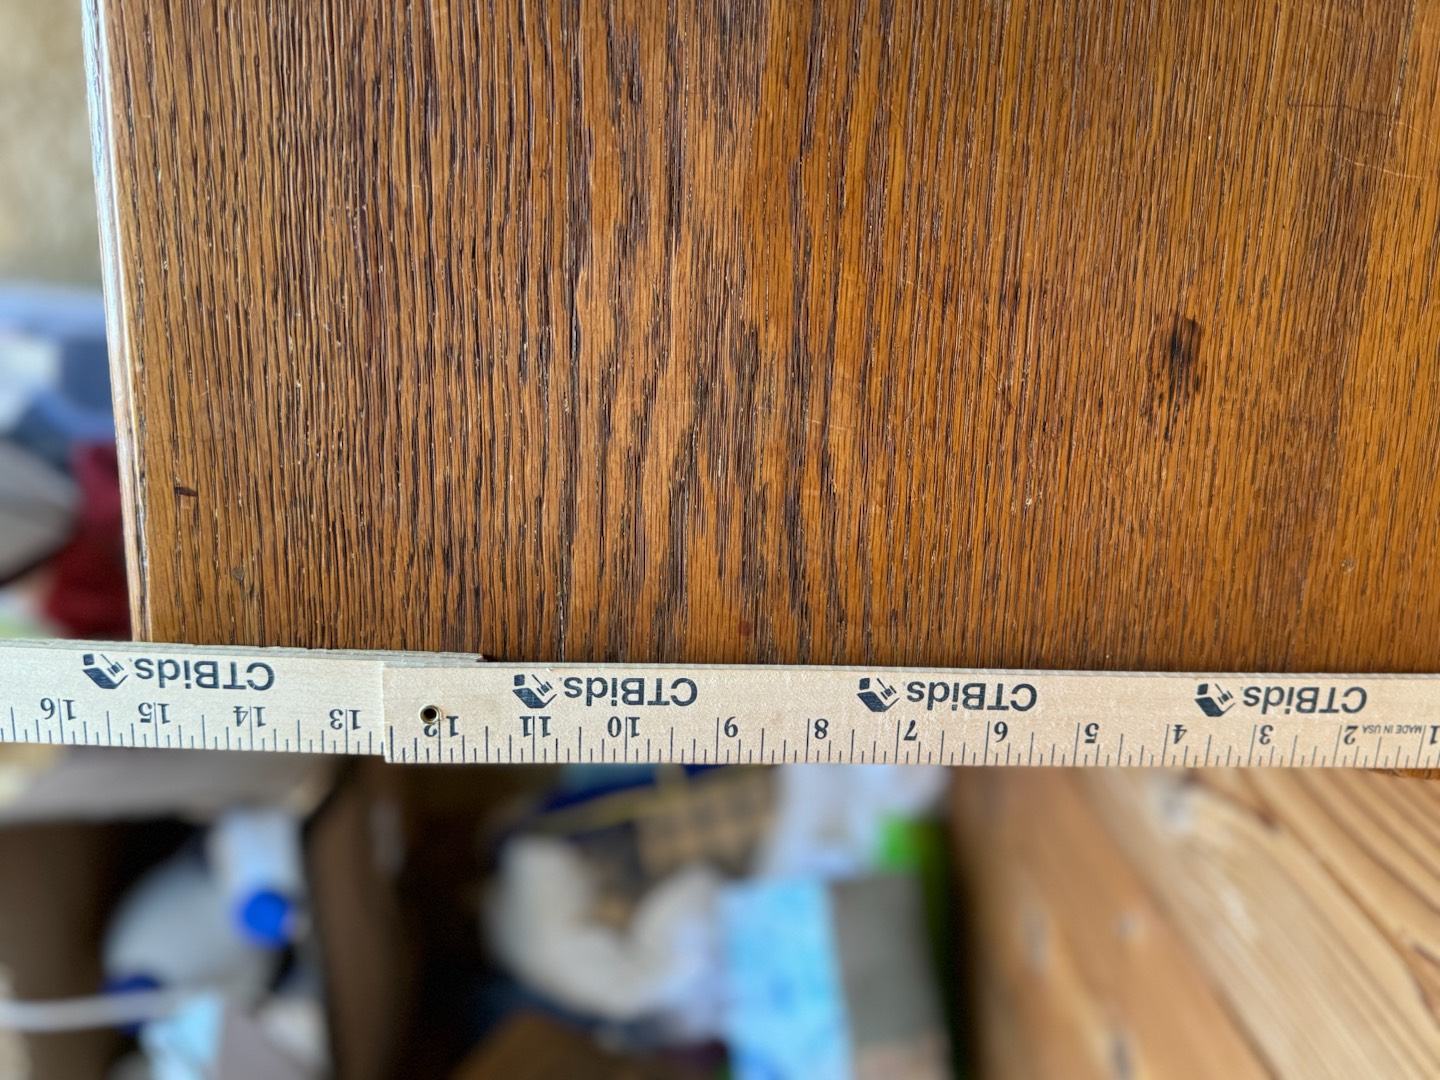 CTBids. CTBids. CTBids. CTBids.
1 MADE IN USA 2 3 4 5 6 7 8 9 10 11 12 13 14 15 16